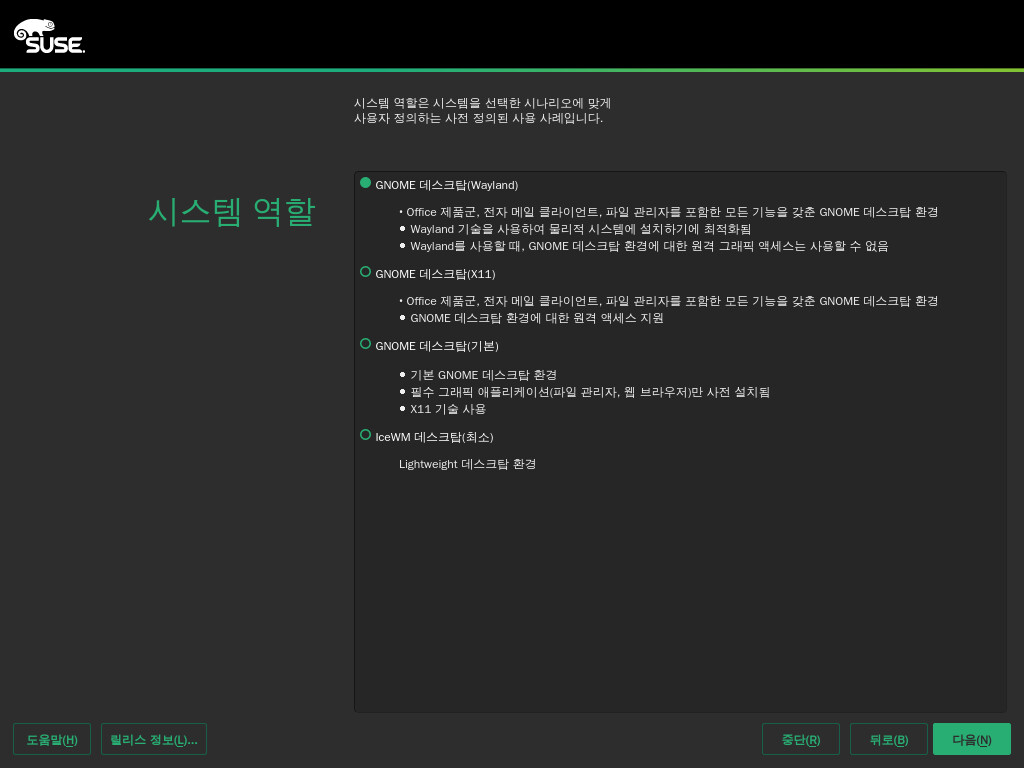 SUSE
시스템 역할은 시스템을 선택한 시나리오에 맞게
사용자 정의하는 사전 정의된 사용 사례입니다.
시스템 역할
GNOME 데스크탑(Wayland)
• Office 제품군, 전자 메일 클라이언트, 파일 관리자를 포함한 모든 기능을 갖춘 GNOME 데스크탑 환경
• Wayland 기술을 사용하여 물리적 시스템에 설치하기에 최적화됨
• Wayland를 사용할 때, GNOME 데스크탑 환경에 대한 원격 그래픽 액세스는 사용할 수 없음
GNOME 데스크탑(X11)
• Office 제품군, 전자 메일 클라이언트, 파일 관리자를 포함한 모든 기능을 갖춘 GNOME 데스크탑 환경
• GNOME 데스크탑 환경에 대한 원격 액세스 지원
GNOME 데스크탑(기본)
• 기본 GNOME 데스크탑 환경
• 필수 그래픽 애플리케이션(파일 관리자, 웹 브라우저)만 사전 설치됨
• X11 기술 사용
IceWM 데스크탑(최소)
Lightweight 데스크탑 환경
도움말(H) 릴리스 정보(L)... 중단(R) 뒤로(B) 다음(N)